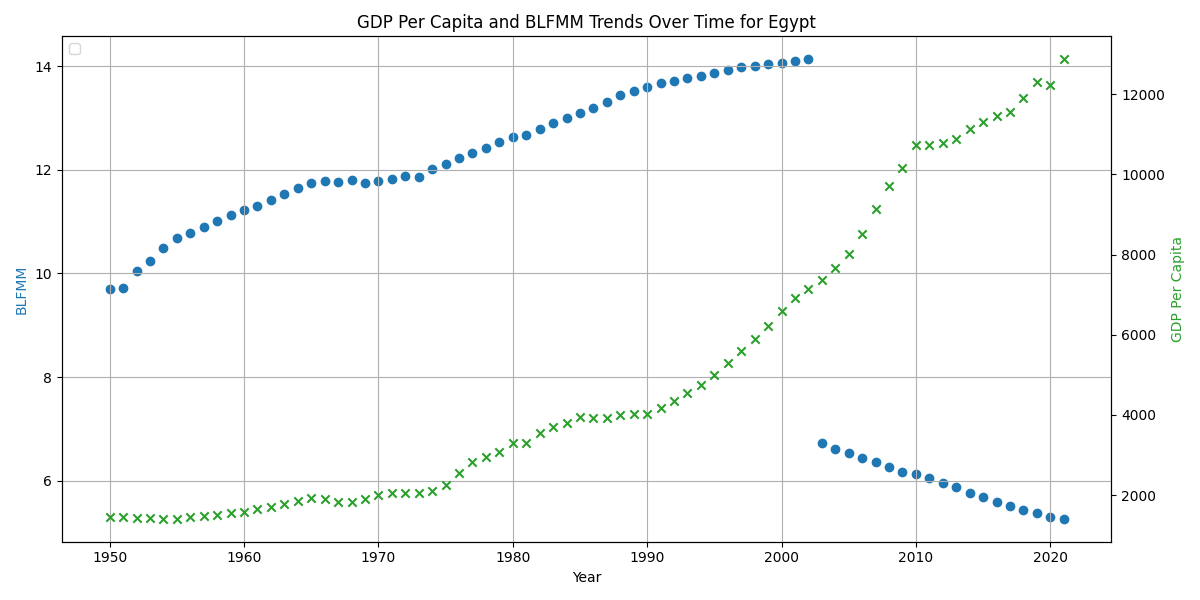 GDP Per Capita and BLFMM Trends Over Time for Egypt
14
12
10
8
6
BLFMM
12000
10000
8000
6000
4000
2000
GDP Per Capita
1950 1960 1970 1980 1990 2000 2010 2020
Year